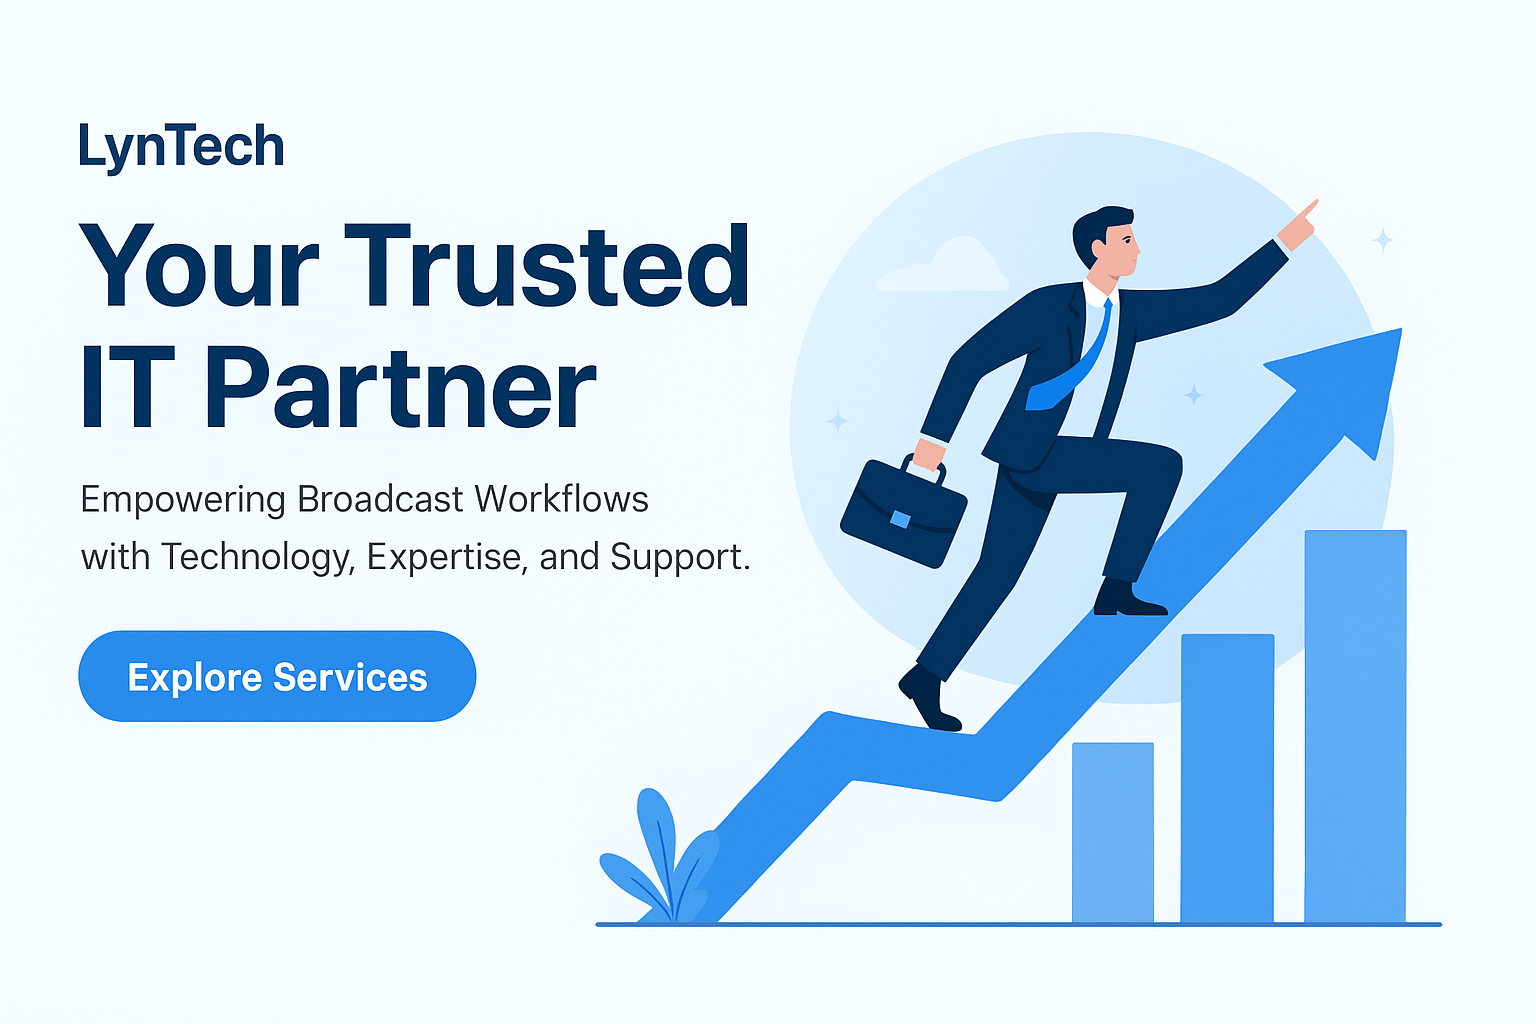 LynTech
Your Trusted
IT Partner
Empowering Broadcast Workflows
with Technology, Expertise, and Support.
Explore Services